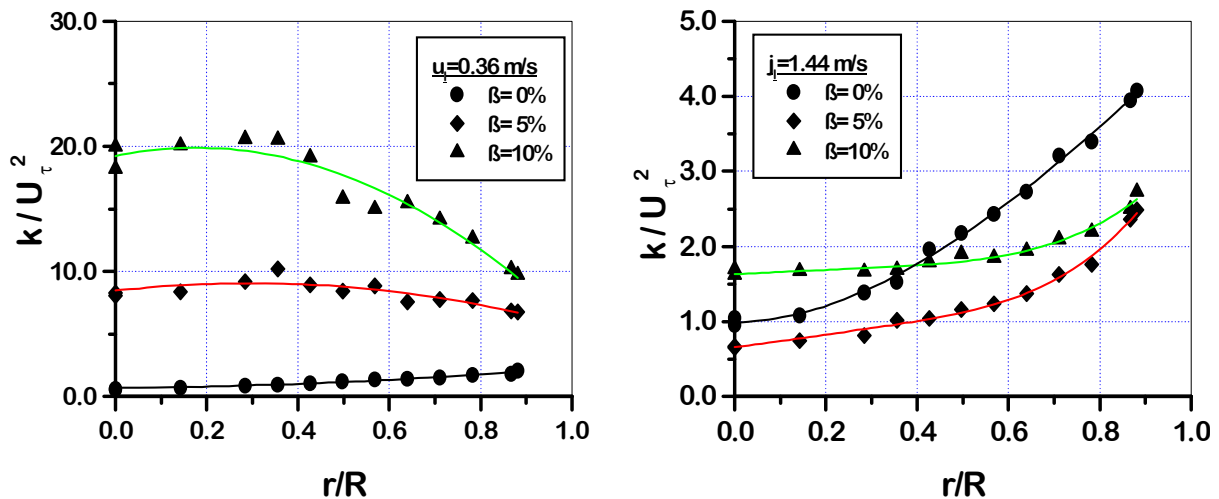 30.0
20.0
10.0
0.0
k / U_τ^2
u_l=0.36 m/s
ß= 0%
ß= 5%
ß=10%
0.0 0.2 0.4 0.6 0.8 1.0
r/R
5.0
4.0
3.0
2.0
1.0
0.0
k / U_τ^2
j_l=1.44 m/s
ß= 0%
ß= 5%
ß=10%
0.0 0.2 0.4 0.6 0.8 1.0
r/R